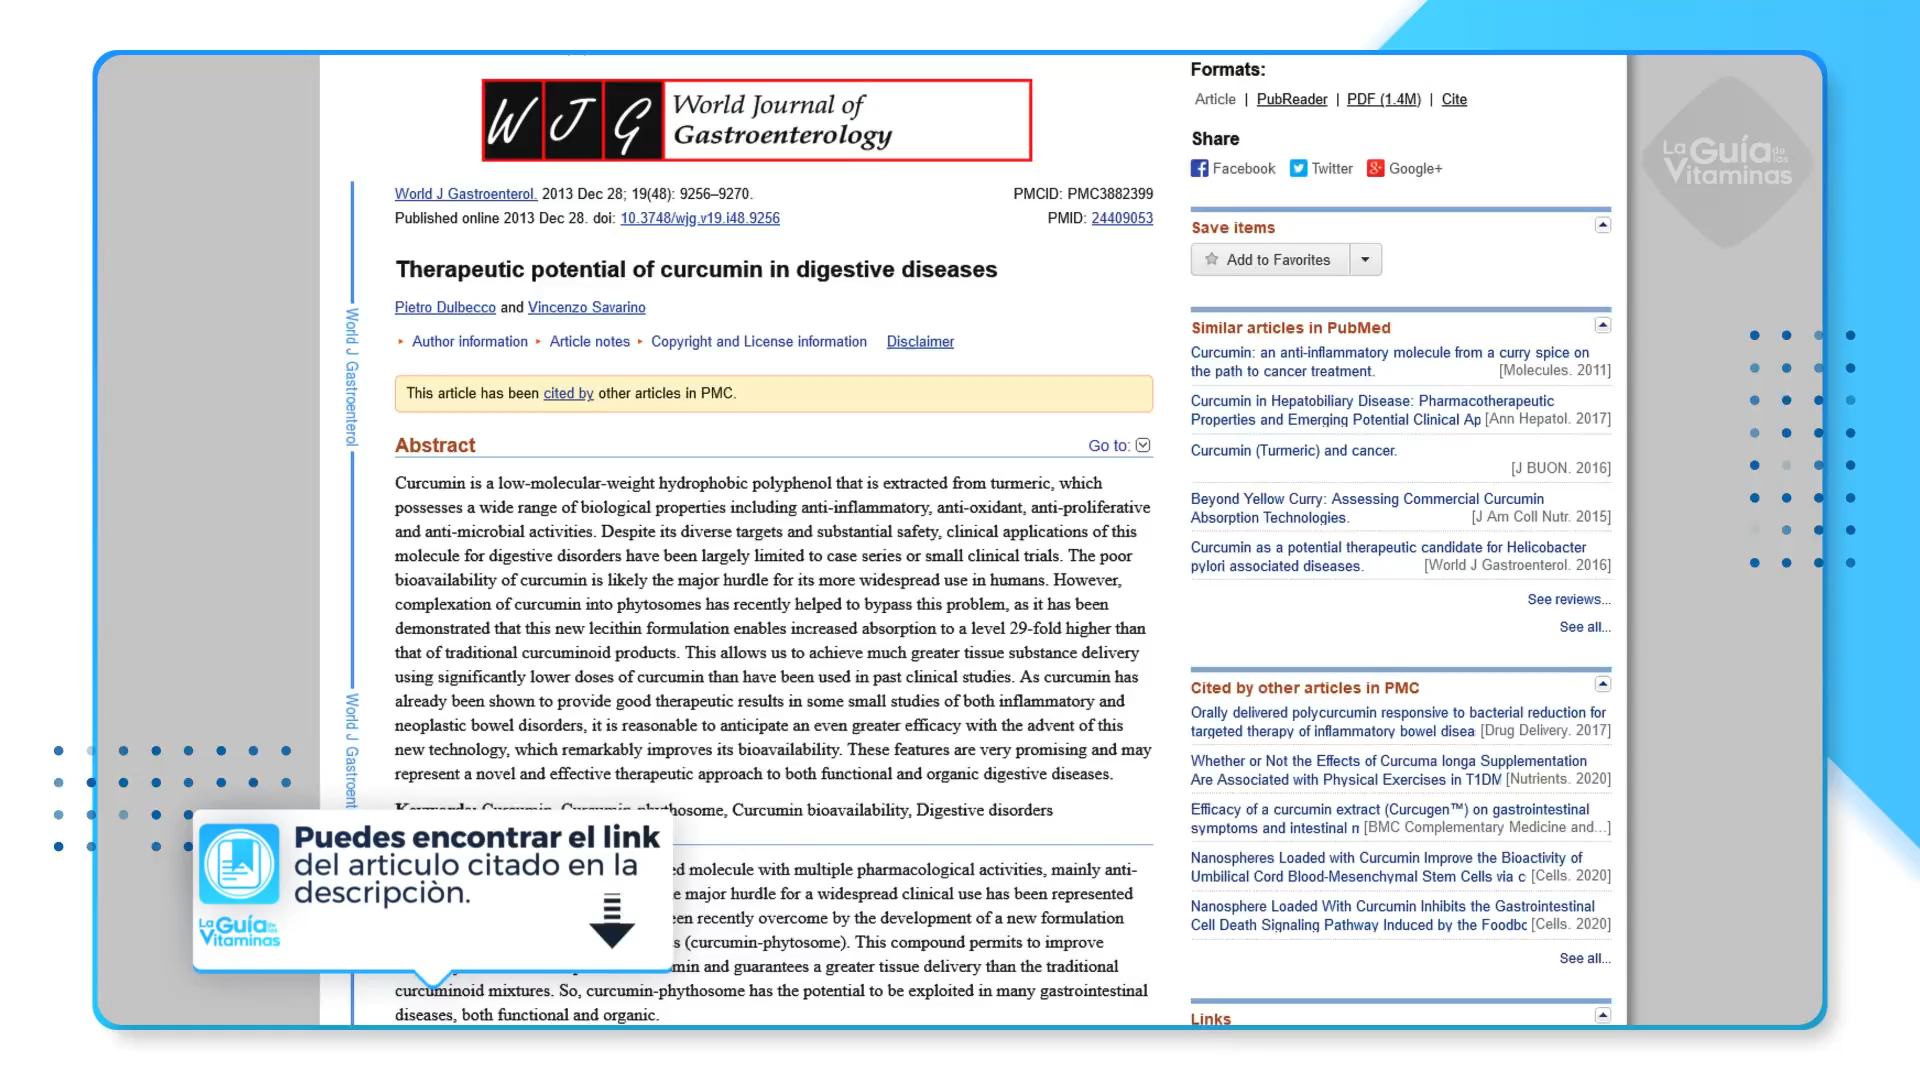 WJG World Journal of
Gastroenterology
World J Gastroenterol. 2013 Dec 28; 19(48): 9256–9270.
PMCID: PMC3882399
Published online 2013 Dec 28. doi: 10.3748/wjg.v19.i48.9256
PMID: 24409053
Therapeutic potential of curcumin in digestive diseases
Pietro Dulbecco and Vincenzo Savarino
Author information
Article notes
Copyright and License information
Disclaimer
This article has been cited by other articles in PMC.
Abstract
Go to:
Curcumin is a low-molecular-weight hydrophobic polyphenol that is extracted from turmeric, which
possesses a wide range of biological properties including anti-inflammatory, anti-oxidant, anti-proliferative
and anti-microbial activities. Despite its diverse targets and substantial safety, clinical applications of this
molecule for digestive disorders have been largely limited to case series or small clinical trials. The poor
bioavailability of curcumin is likely the major hurdle for its more widespread use in humans. However,
complexation of curcumin into phytosomes has recently helped to bypass this problem, as it has been
demonstrated that this new lecithin formulation enables increased absorption to a level 29-fold higher than
that of traditional curcuminoid products. This allows us to achieve much greater tissue substance delivery
using significantly lower doses of curcumin than have been used in past clinical studies. As curcumin has
already been shown to provide good therapeutic results in some small studies of both inflammatory and
neoplastic bowel disorders, it is reasonable to anticipate an even greater efficacy with the advent of this
new technology, which remarkably improves its bioavailability. These features are very promising and may
represent a novel and effective therapeutic approach to both functional and organic digestive diseases.
Keywords: Curcumin, Curcumin-phythosome, Curcumin bioavailability, Digestive disorders
ed molecule with multiple pharmacological activities, mainly anti-
e major hurdle for a widespread clinical use has been represented
een recently overcome by the development of a new formulation
s (curcumin-phytosome). This compound permits to improve
min and guarantees a greater tissue delivery than the traditional
curcuminoid mixtures. So, curcumin-phythosome has the potential to be exploited in many gastrointestinal
diseases, both functional and organic.
World J Gastroenterol
World J Gastroent
Puedes encontrar el link
del articulo citado en la
descripciòn.
La Guía de las
Vitaminas
Formats:
Article | PubReader | PDF (1.4M) | Cite
Share
Facebook Twitter Google+
Save items
Add to Favorites
Similar articles in PubMed
Curcumin: an anti-inflammatory molecule from a curry spice on
the path to cancer treatment. [Molecules. 2011]
Curcumin in Hepatobiliary Disease: Pharmacotherapeutic
Properties and Emerging Potential Clinical Ap [Ann Hepatol. 2017]
Curcumin (Turmeric) and cancer.
[J BUON. 2016]
Beyond Yellow Curry: Assessing Commercial Curcumin
Absorption Technologies. [J Am Coll Nutr. 2015]
Curcumin as a potential therapeutic candidate for Helicobacter
pylori associated diseases. [World J Gastroenterol. 2016]
See reviews...
See all...
Cited by other articles in PMC
Orally delivered polycurcumin responsive to bacterial reduction for
targeted therapy of inflammatory bowel disea [Drug Delivery. 2017]
Whether or Not the Effects of Curcuma longa Supplementation
Are Associated with Physical Exercises in T1DM [Nutrients. 2020]
Efficacy of a curcumin extract (Curcugen™) on gastrointestinal
symptoms and intestinal n [BMC Complementary Medicine and...]
Nanospheres Loaded with Curcumin Improve the Bioactivity of
Umbilical Cord Blood-Mesenchymal Stem Cells via c [Cells. 2020]
Nanosphere Loaded With Curcumin Inhibits the Gastrointestinal
Cell Death Signaling Pathway Induced by the Foodbc [Cells. 2020]
See all...
Links
La Guía de las
Vitaminas